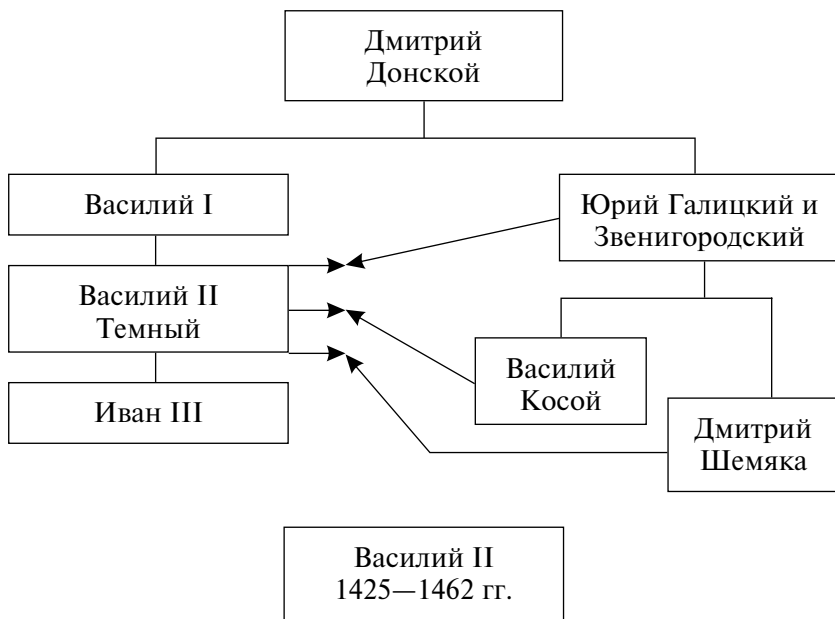 Дмитрий
Донской
Василий I
Юрий Галицкий и
Звенигородский
Василий II
Темный
Василий
Косой
Иван III
Дмитрий
Шемяка
Василий II
1425—1462 гг.